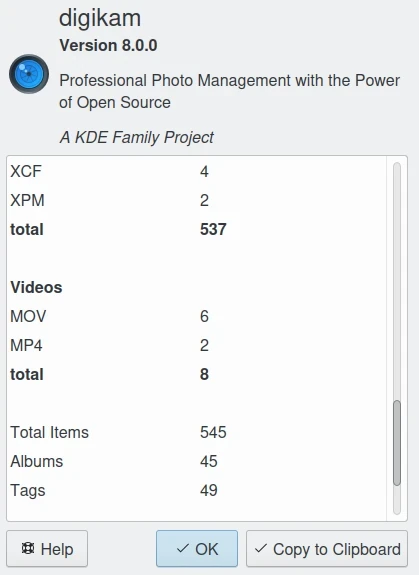 digikam
Version 8.0.0
Professional Photo Management with the Power
of Open Source
A KDE Family Project
XCF 4
XPM 2
total 537
Videos
MOV 6
MP4 2
total 8
Total Items 545
Albums 45
Tags 49
Help OK Copy to Clipboard